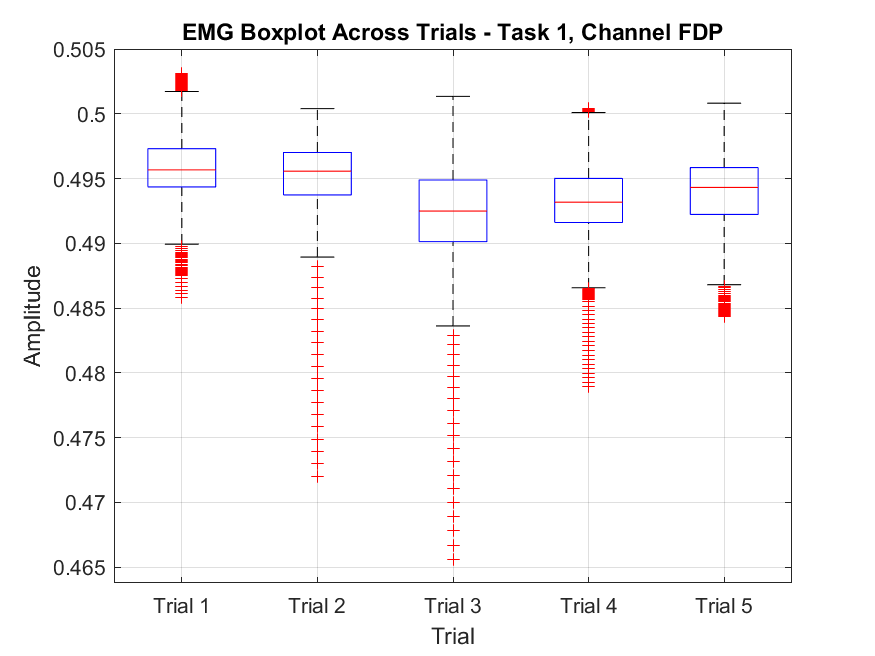 EMG Boxplot Across Trials - Task 1, Channel FDP
0.505
0.5
0.495
0.49
0.485
0.48
0.475
0.47
0.465
Amplitude
Trial 1
Trial 2
Trial 3
Trial 4
Trial 5
Trial